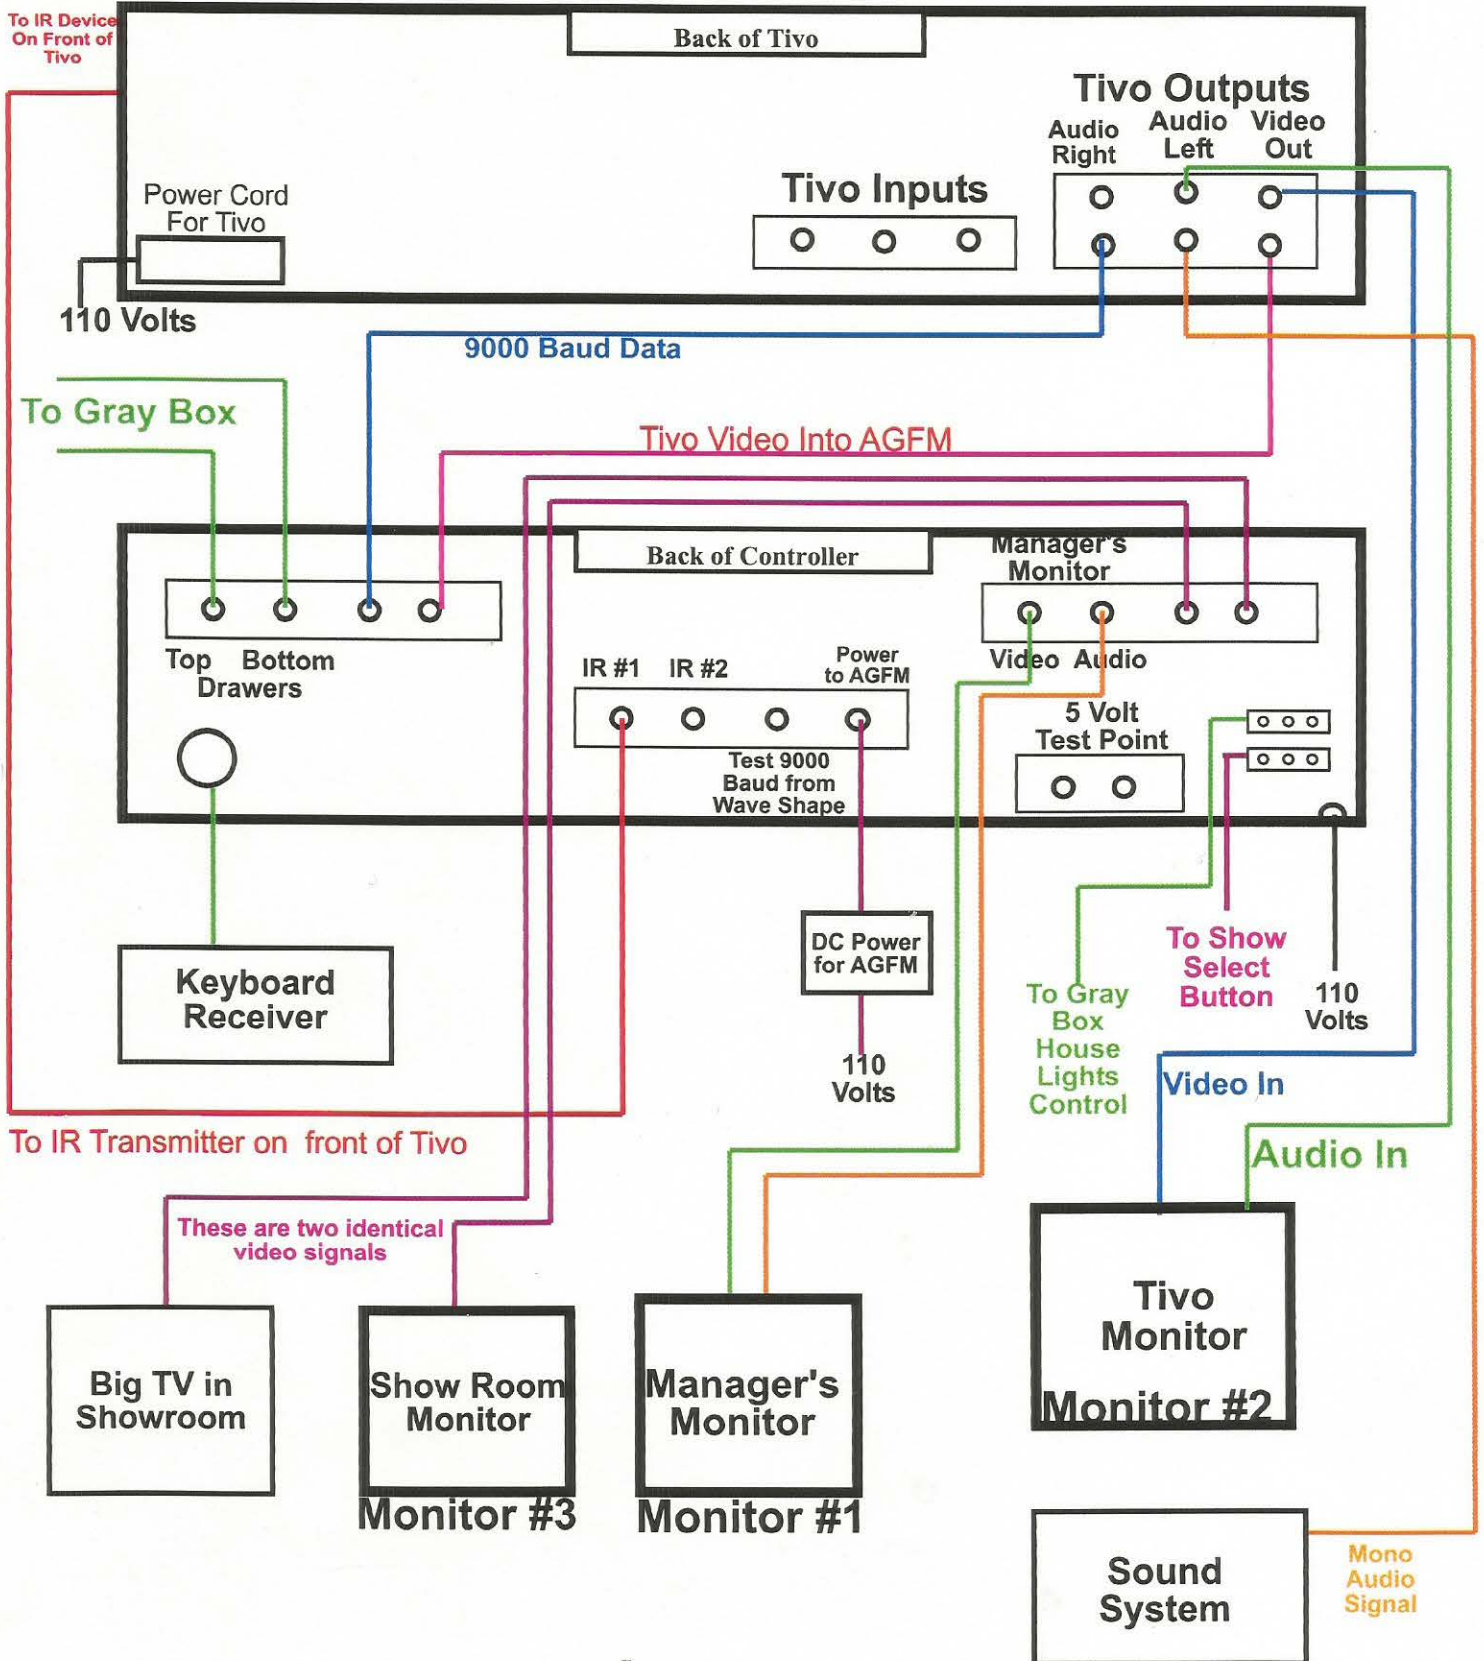 To IR Device
On Front of
Tivo
Back of Tivo
Tivo Outputs
Audio
Right
Audio
Left
Video
Out
Tivo Inputs
Power Cord
For Tivo
110 Volts
9000 Baud Data
To Gray Box
Tivo Video Into AGFM
Back of Controller
Manager's
Monitor
Top Bottom
Drawers
IR #1
IR #2
Power
to AGFM
Video Audio
5 Volt
Test Point
Test 9000
Baud from
Wave Shape
Keyboard
Receiver
DC Power
for AGFM
110
Volts
To Gray
Box
House
Lights
Control
To Show
Select
Button
110
Volts
Video In
Audio In
To IR Transmitter on front of Tivo
These are two identical
video signals
Big TV in
Showroom
Show Room
Monitor
Monitor #3
Manager's
Monitor
Monitor #1
Tivo
Monitor
Monitor #2
Sound
System
Mono
Audio
Signal